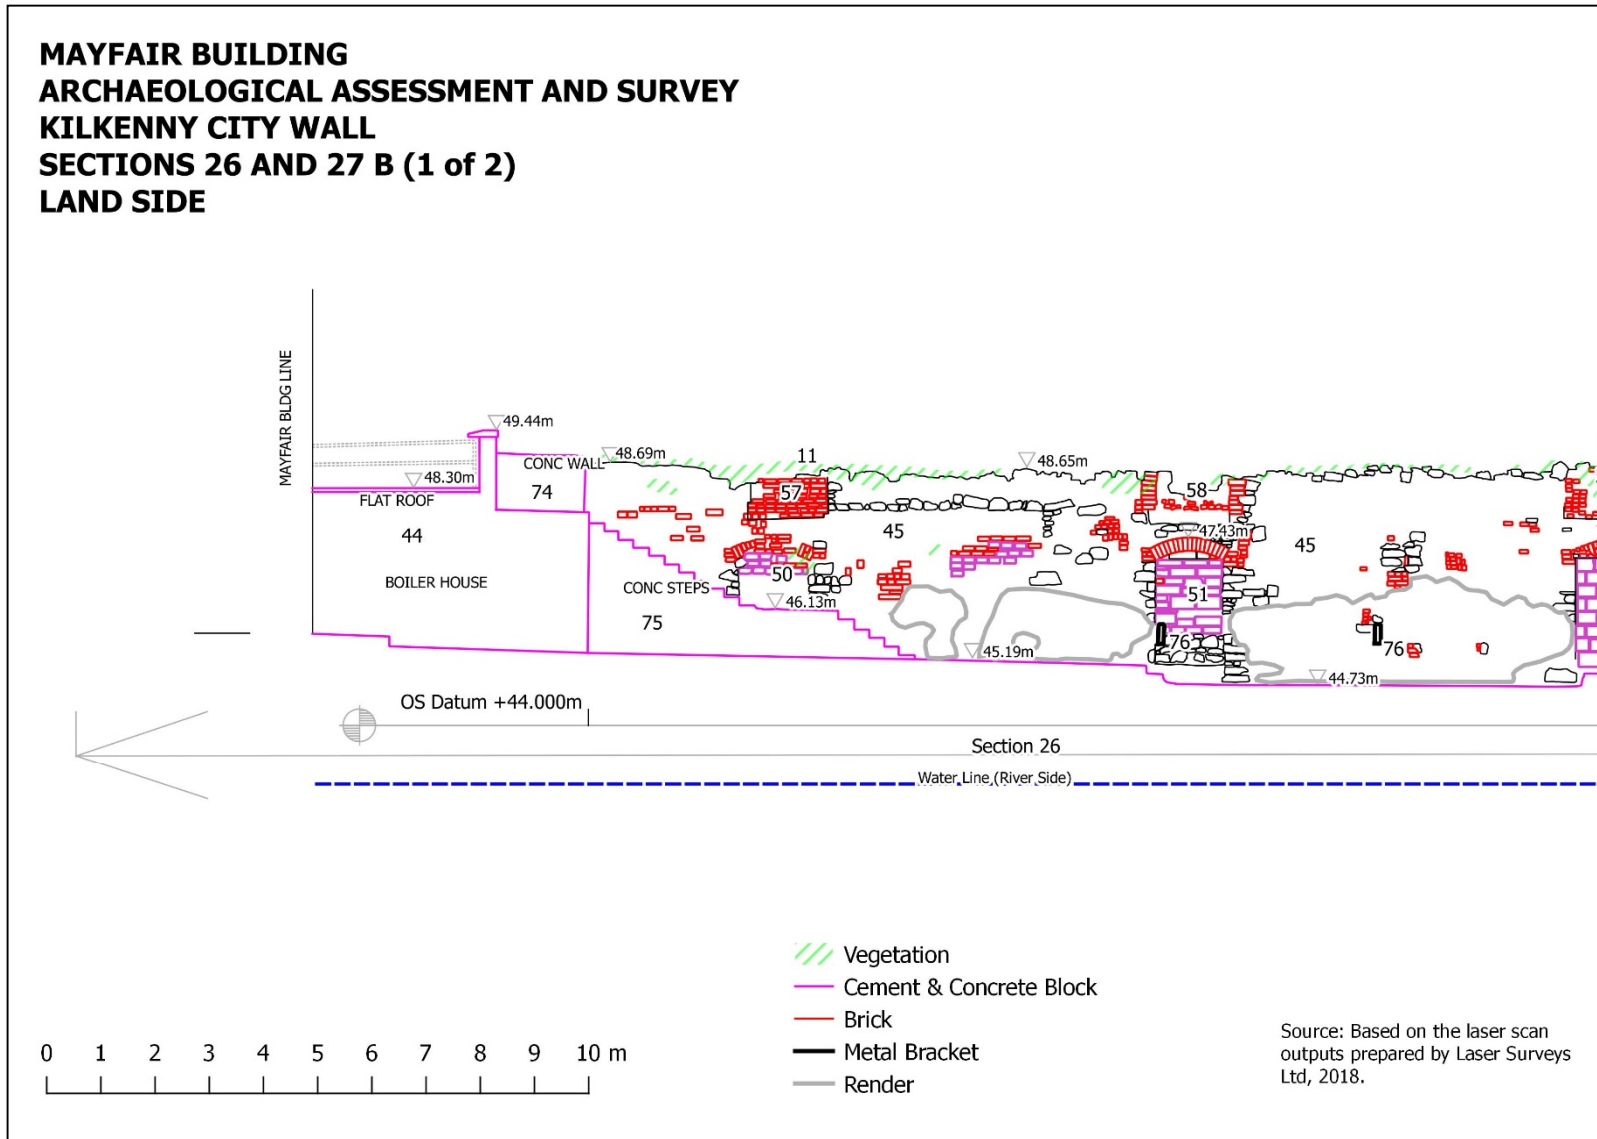 MAYFAIR BUILDING
ARCHAEOLOGICAL ASSESSMENT AND SURVEY
KILKENNY CITY WALL
SECTIONS 26 AND 27 B (1 of 2)
LAND SIDE
MAYFAIR BLDG LINE
49.44m
48.30m
FLAT ROOF
44
BOILER HOUSE
CONC WALL
74
48.69m
11
48.65m
57
58
45
47.43m
45
50
51
CONC STEPS
46.13m
75
76
76
45.19m
44.73m
OS Datum +44.000m
Section 26
Water Line (River Side)
Vegetation
Cement & Concrete Block
Brick
Metal Bracket
Render
0 1 2 3 4 5 6 7 8 9 10 m
Source: Based on the laser scan
outputs prepared by Laser Surveys
Ltd, 2018.